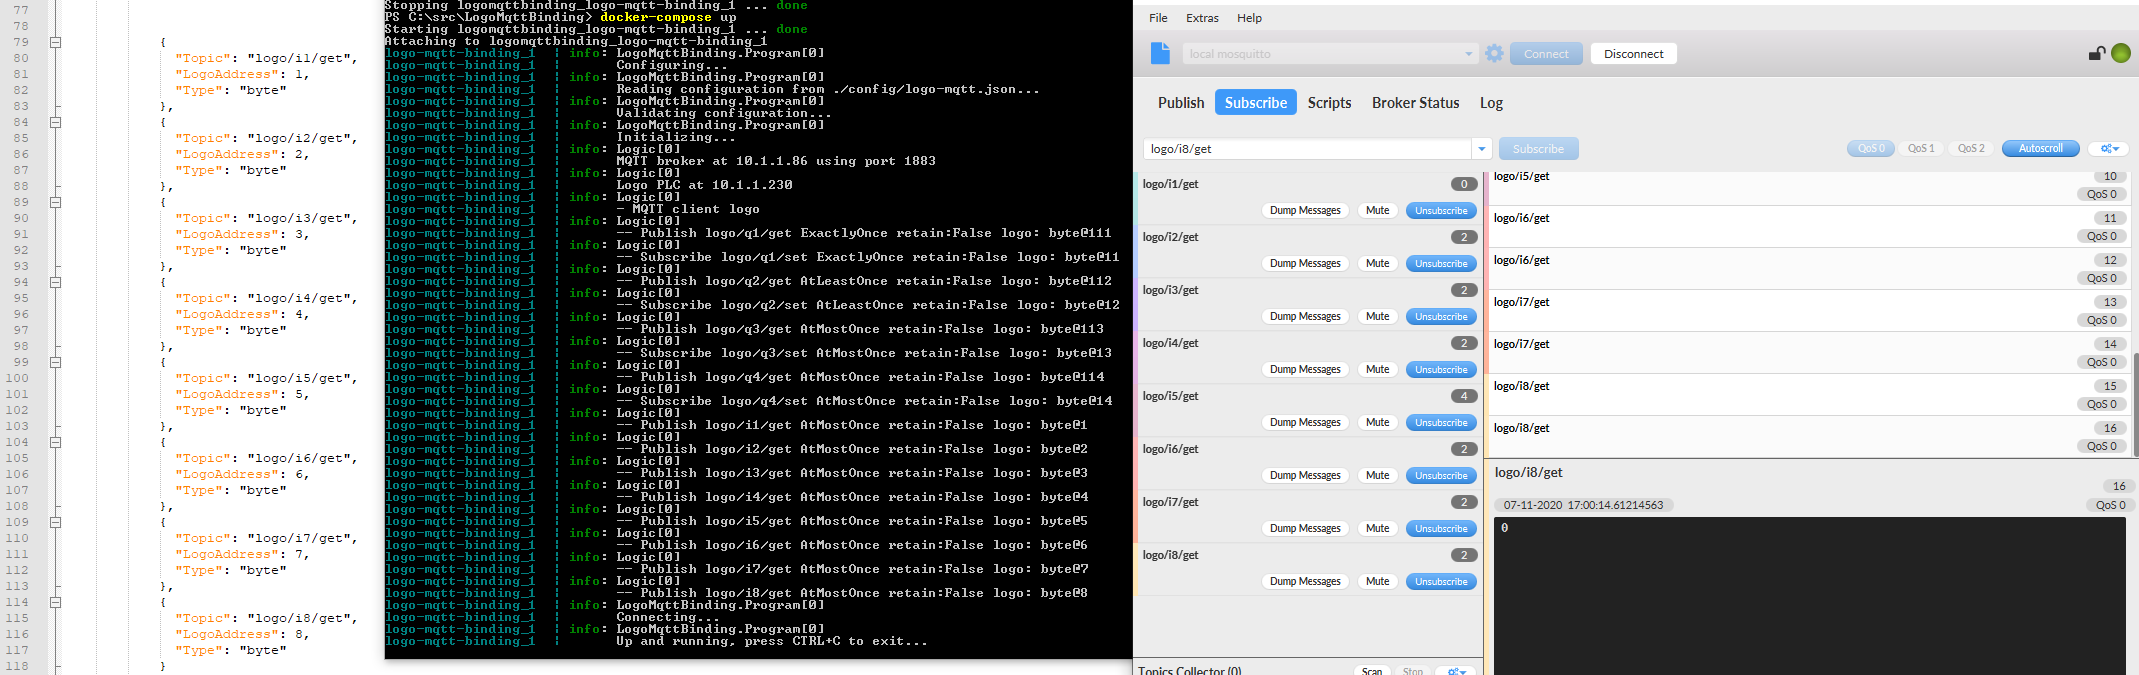 77
78
79 {
80 "Topic": "logo/i1/get",
81 "LogoAddress": 1,
82 "Type": "byte"
83 },
84 {
85 "Topic": "logo/i2/get",
86 "LogoAddress": 2,
87 "Type": "byte"
88 },
89 {
90 "Topic": "logo/i3/get",
91 "LogoAddress": 3,
92 "Type": "byte"
93 },
94 {
95 "Topic": "logo/i4/get",
96 "LogoAddress": 4,
97 "Type": "byte"
98 },
99 {
100 "Topic": "logo/i5/get",
101 "LogoAddress": 5,
102 "Type": "byte"
103 },
104 {
105 "Topic": "logo/i6/get",
106 "LogoAddress": 6,
107 "Type": "byte"
108 },
109 {
110 "Topic": "logo/i7/get",
111 "LogoAddress": 7,
112 "Type": "byte"
113 },
114 {
115 "Topic": "logo/i8/get",
116 "LogoAddress": 8,
117 "Type": "byte"
118 }
Stopping logomqttbinding_logo-mqtt-binding_1 ... done
PS C:\src\LogoMqttBinding> docker-compose up
Starting logomqttbinding_logo-mqtt-binding_1 ... done
Attaching to logomqttbinding_logo-mqtt-binding_1
logo-mqtt-binding_1 | info: LogoMqttBinding.Program[0]
logo-mqtt-binding_1 | Configuring...
logo-mqtt-binding_1 | info: LogoMqttBinding.Program[0]
logo-mqtt-binding_1 | Reading configuration from ./config/logo-mqtt.json...
logo-mqtt-binding_1 | info: LogoMqttBinding.Program[0]
logo-mqtt-binding_1 | Validating configuration...
logo-mqtt-binding_1 | info: LogoMqttBinding.Program[0]
logo-mqtt-binding_1 | Initializing...
logo-mqtt-binding_1 | info: Logic[0]
logo-mqtt-binding_1 | MQTT broker at 10.1.1.86 using port 1883
logo-mqtt-binding_1 | info: Logic[0]
logo-mqtt-binding_1 | Logo PLC at 10.1.1.230
logo-mqtt-binding_1 | info: Logic[0]
logo-mqtt-binding_1 | - MQTT client logo
logo-mqtt-binding_1 | info: Logic[0]
logo-mqtt-binding_1 | -- Publish logo/q1/get ExactlyOnce retain:False logo: byte@111
logo-mqtt-binding_1 | info: Logic[0]
logo-mqtt-binding_1 | -- Subscribe logo/q1/set ExactlyOnce retain:False logo: byte@11
logo-mqtt-binding_1 | info: Logic[0]
logo-mqtt-binding_1 | -- Publish logo/q2/get AtLeastOnce retain:False logo: byte@112
logo-mqtt-binding_1 | info: Logic[0]
logo-mqtt-binding_1 | -- Subscribe logo/q2/set AtLeastOnce retain:False logo: byte@12
logo-mqtt-binding_1 | info: Logic[0]
logo-mqtt-binding_1 | -- Publish logo/q3/get AtMostOnce retain:False logo: byte@113
logo-mqtt-binding_1 | info: Logic[0]
logo-mqtt-binding_1 | -- Subscribe logo/q3/set AtMostOnce retain:False logo: byte@13
logo-mqtt-binding_1 | info: Logic[0]
logo-mqtt-binding_1 | -- Publish logo/q4/get AtMostOnce retain:False logo: byte@114
logo-mqtt-binding_1 | info: Logic[0]
logo-mqtt-binding_1 | -- Subscribe logo/q4/set AtMostOnce retain:False logo: byte@14
logo-mqtt-binding_1 | info: Logic[0]
logo-mqtt-binding_1 | -- Publish logo/i1/get AtMostOnce retain:False logo: byte@1
logo-mqtt-binding_1 | info: Logic[0]
logo-mqtt-binding_1 | -- Publish logo/i2/get AtMostOnce retain:False logo: byte@2
logo-mqtt-binding_1 | info: Logic[0]
logo-mqtt-binding_1 | -- Publish logo/i3/get AtMostOnce retain:False logo: byte@3
logo-mqtt-binding_1 | info: Logic[0]
logo-mqtt-binding_1 | -- Publish logo/i4/get AtMostOnce retain:False logo: byte@4
logo-mqtt-binding_1 | info: Logic[0]
logo-mqtt-binding_1 | -- Publish logo/i5/get AtMostOnce retain:False logo: byte@5
logo-mqtt-binding_1 | info: Logic[0]
logo-mqtt-binding_1 | -- Publish logo/i6/get AtMostOnce retain:False logo: byte@6
logo-mqtt-binding_1 | info: Logic[0]
logo-mqtt-binding_1 | -- Publish logo/i7/get AtMostOnce retain:False logo: byte@7
logo-mqtt-binding_1 | info: Logic[0]
logo-mqtt-binding_1 | -- Publish logo/i8/get AtMostOnce retain:False logo: byte@8
logo-mqtt-binding_1 | info: LogoMqttBinding.Program[0]
logo-mqtt-binding_1 | Connecting...
logo-mqtt-binding_1 | info: LogoMqttBinding.Program[0]
logo-mqtt-binding_1 | Up and running, press CTRL+C to exit...
File Extras Help
local mosquitto Connect Disconnect
Publish Subscribe Scripts Broker Status Log
logo/i8/get Subscribe QoS 0 QoS 1 QoS 2 Autoscroll
logo/i1/get 0
Dump Messages Mute Unsubscribe
logo/i2/get 2
Dump Messages Mute Unsubscribe
logo/i3/get 2
Dump Messages Mute Unsubscribe
logo/i4/get 2
Dump Messages Mute Unsubscribe
logo/i5/get 4
Dump Messages Mute Unsubscribe
logo/i6/get 2
Dump Messages Mute Unsubscribe
logo/i7/get 2
Dump Messages Mute Unsubscribe
logo/i8/get 2
Dump Messages Mute Unsubscribe
Topics Collector (0) Scan Stop
logo/i5/get 10
QoS 0
logo/i6/get 11
QoS 0
logo/i6/get 12
QoS 0
logo/i7/get 13
QoS 0
logo/i7/get 14
QoS 0
logo/i8/get 15
QoS 0
logo/i8/get 16
QoS 0
logo/i8/get
16
07-11-2020 17:00:14.61214563 QoS 0
0